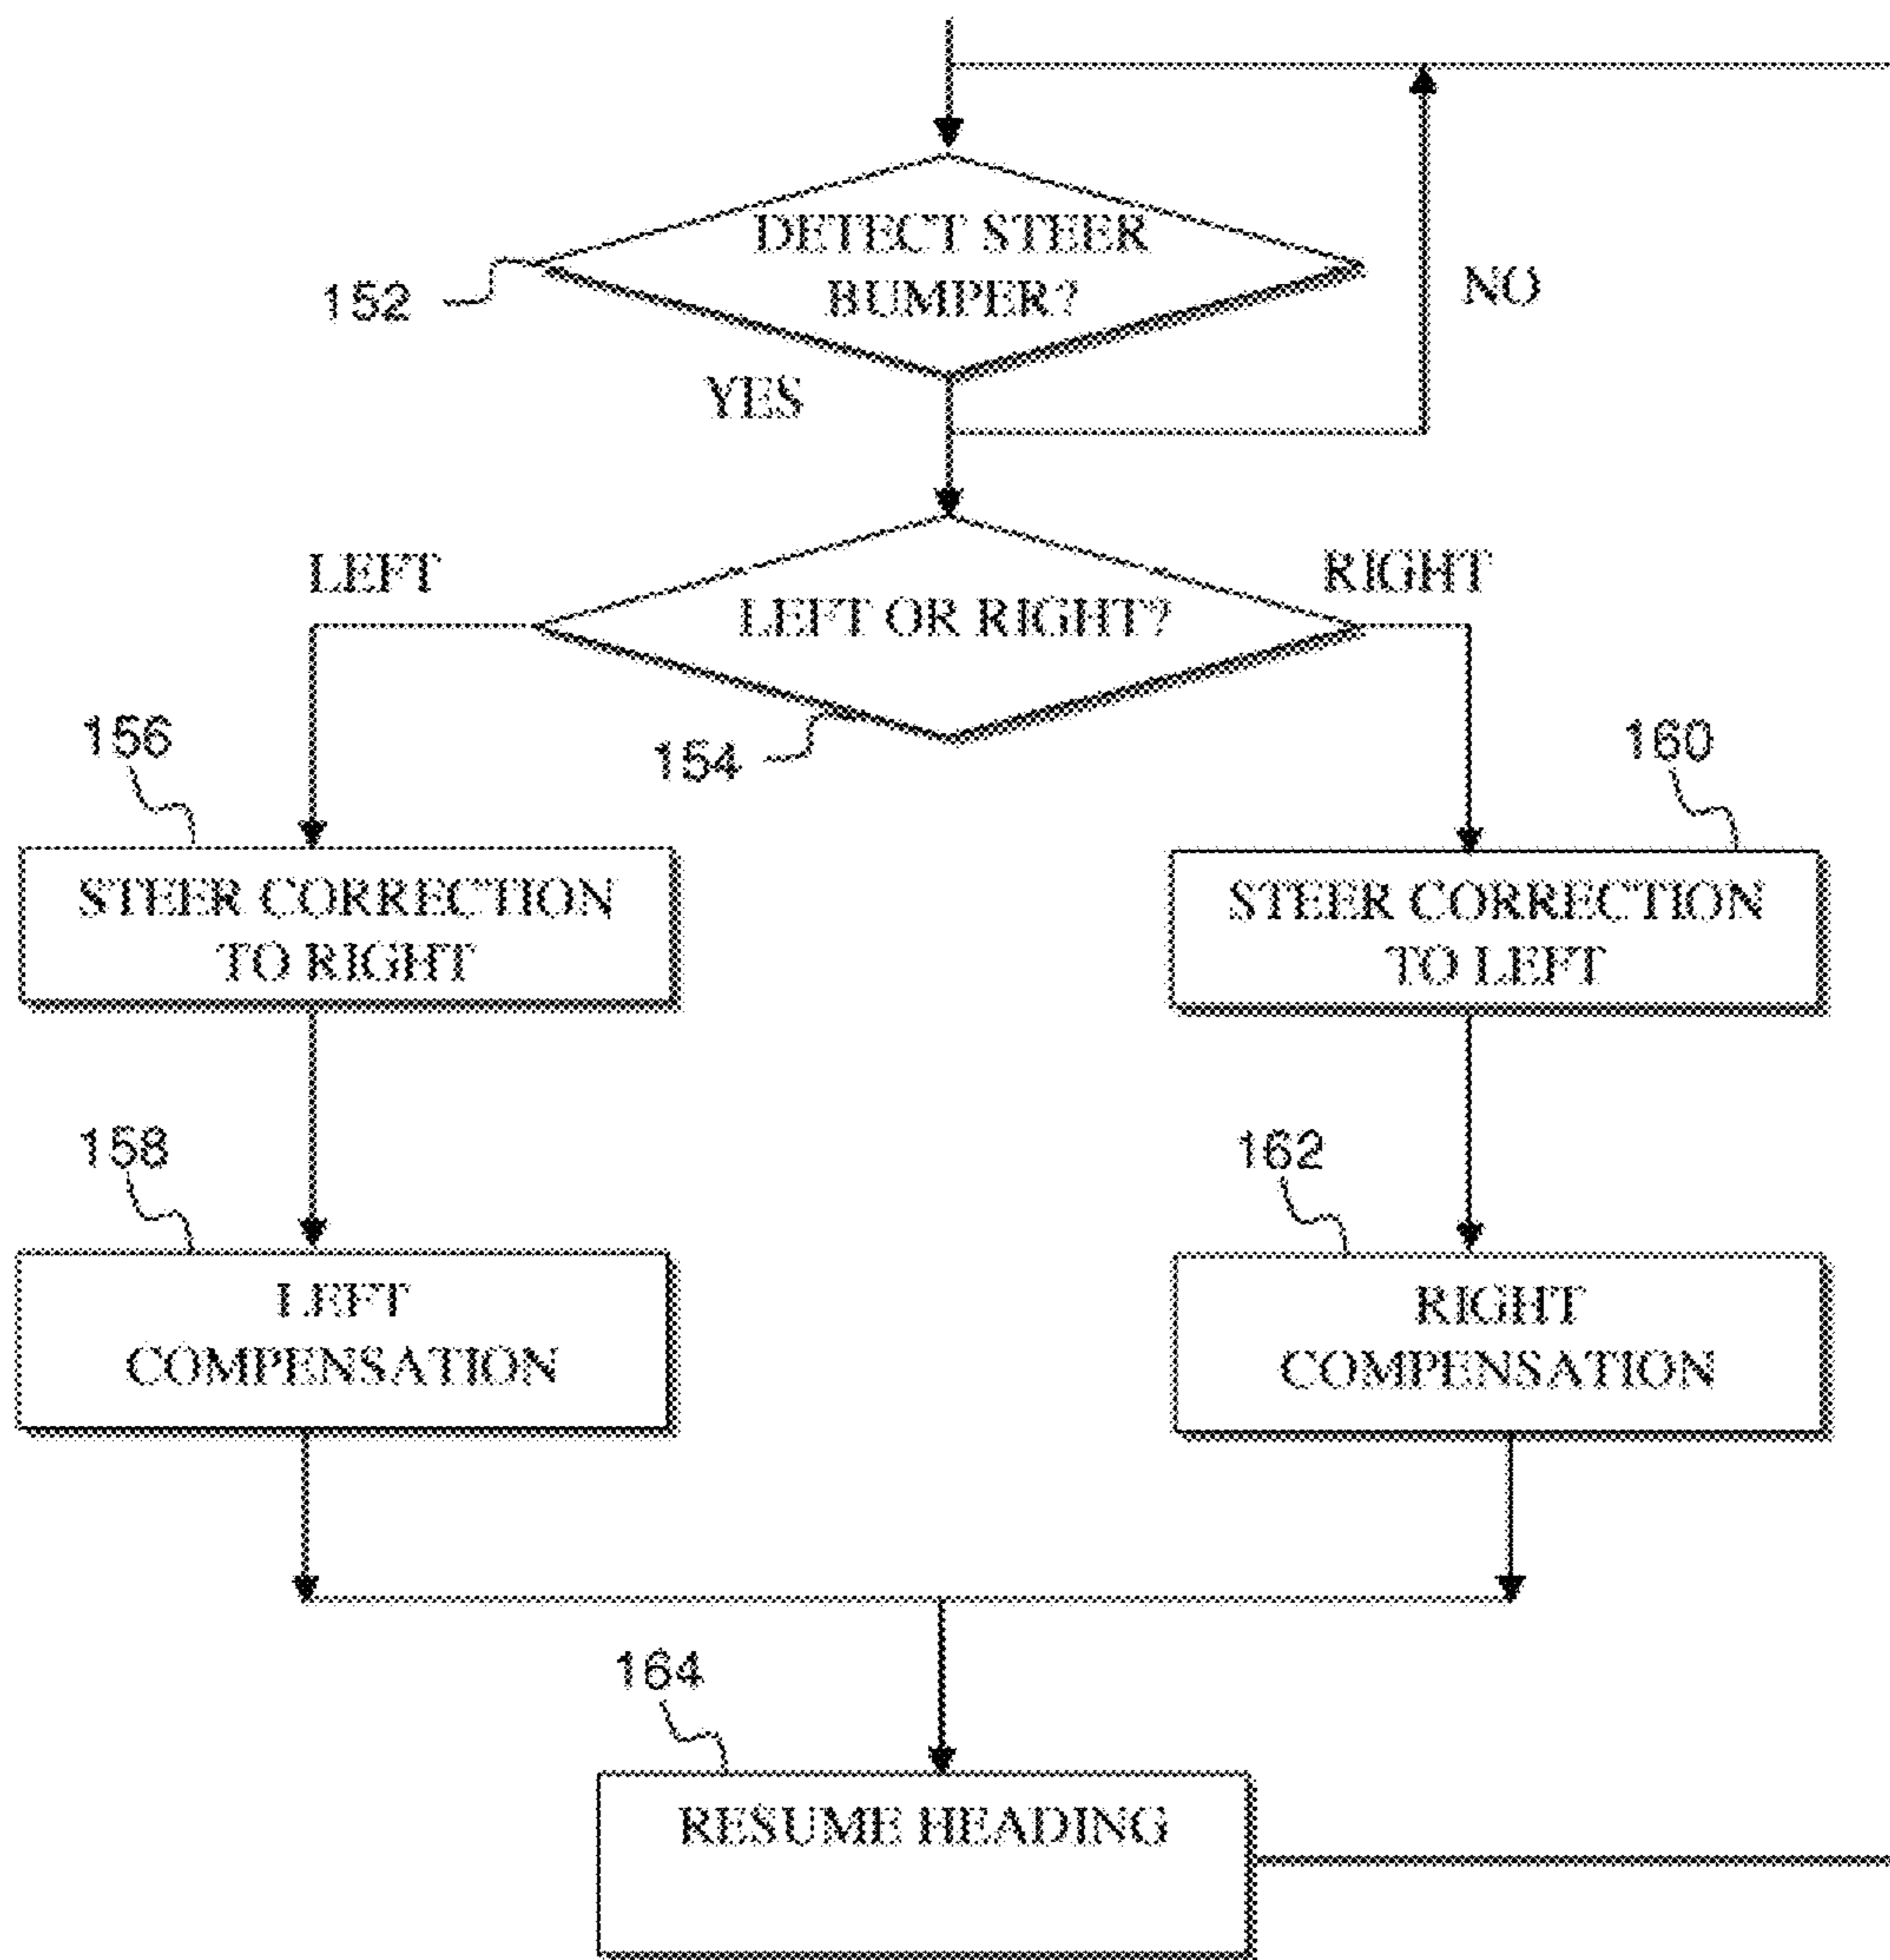 DETECT STEER
BUMPER?
152
NO
YES
LEFT
RIGHT
LEFT OR RIGHT?
154
156
160
STEER CORRECTION
TO RIGHT
STEER CORRECTION
TO LEFT
158
162
LEFT
COMPENSATION
RIGHT
COMPENSATION
164
RESUME HEADING